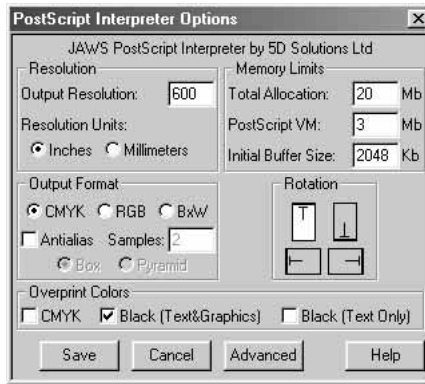 PostScript Interpreter Options
JAWS PostScript Interpreter by 5D Solutions Ltd
Resolution
Output Resolution: 600
Resolution Units:
Inches Millimeters
Memory Limits
Total Allocation: 20 Mb
PostScript VM: 3 Mb
Initial Buffer Size: 2048 Kb
Output Format
CMYK RGB BxW
Antialias Samples: 2
Box Pyramid
Rotation
Overprint Colors
CMYK Black (Text&Graphics) Black (Text Only)
Save Cancel Advanced Help